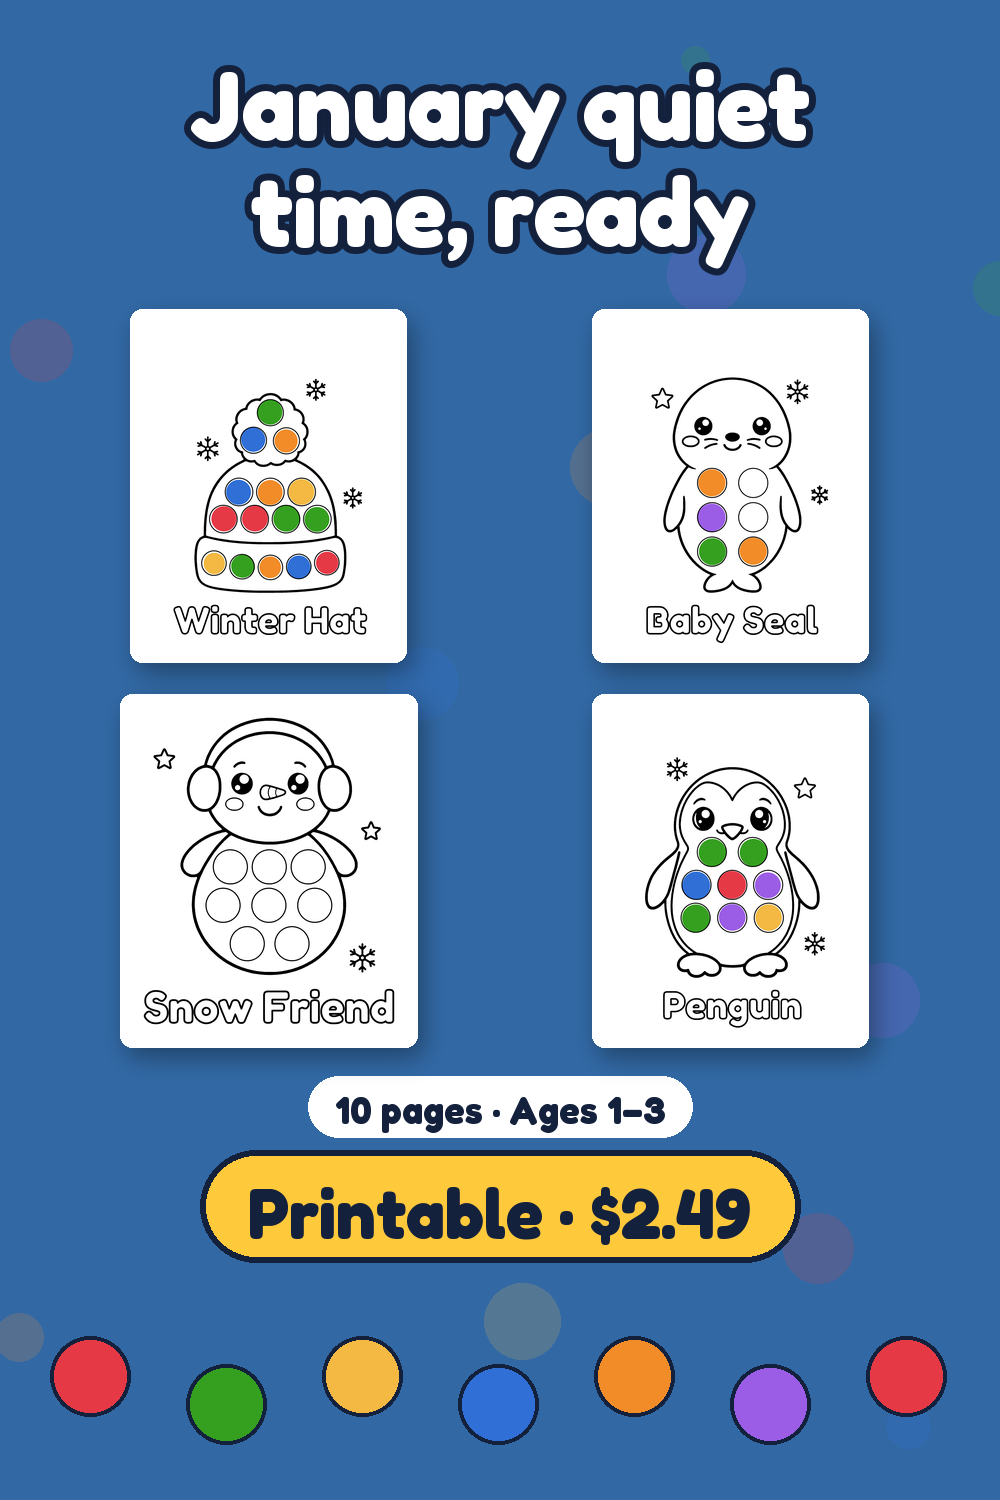 January quiet
time, ready
Winter Hat
Baby Seal
Snow Friend
Penguin
10 pages · Ages 1–3
Printable · $2.49